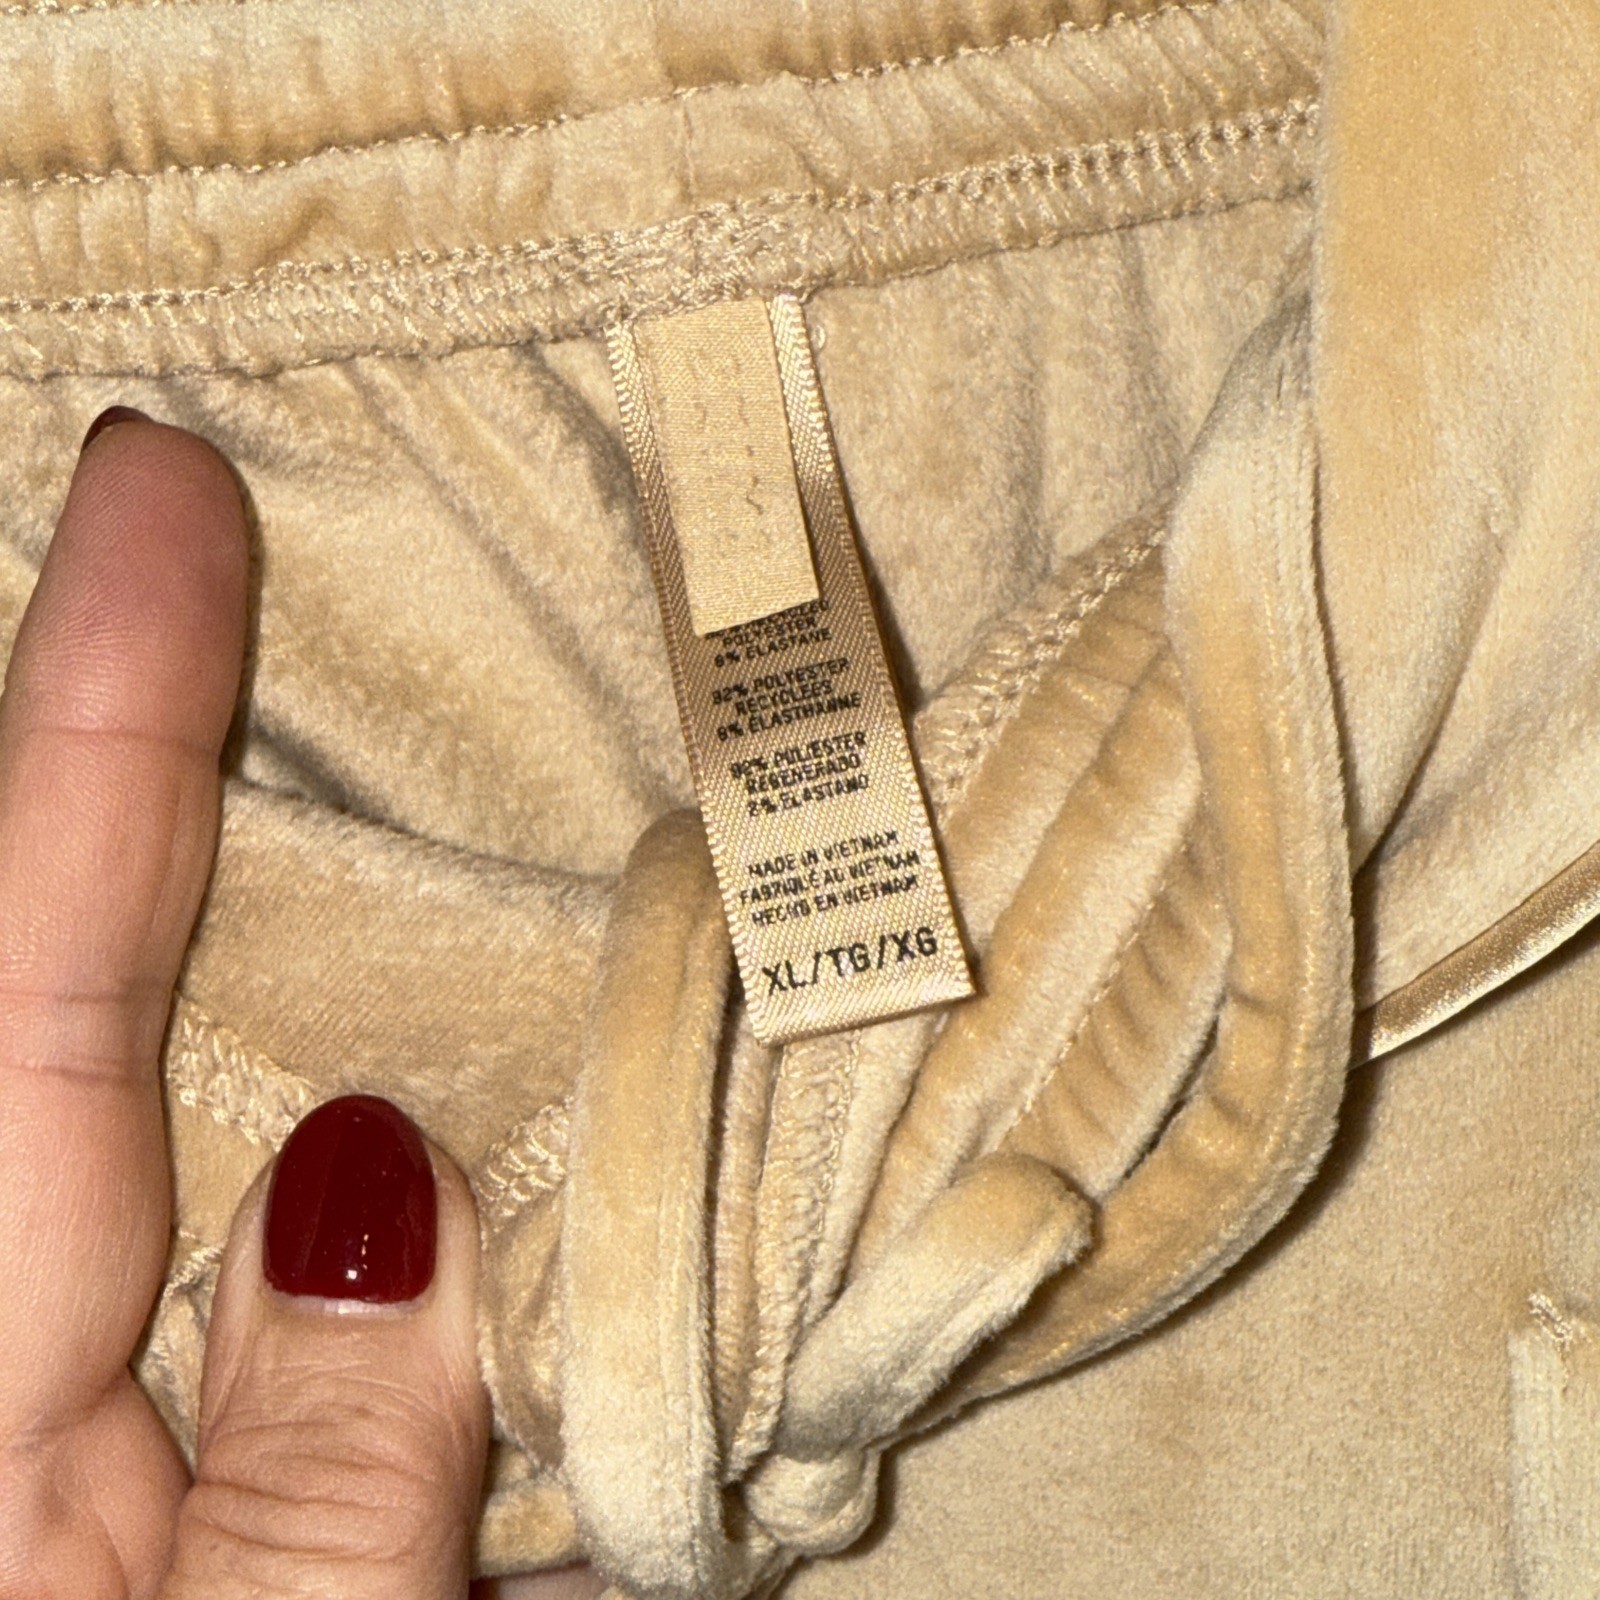 POLYESTER
8% ELASTANE
92% POLYESTER
RECYCLÉES
8% ÉLASTHANNE
92% POLIESTER
REGENERADO
ELASTANO
MADE IN VIETNAM
FABRIQUÉ AU VIETNAM
HECHO EN VIETNAM
XL/TG/XG